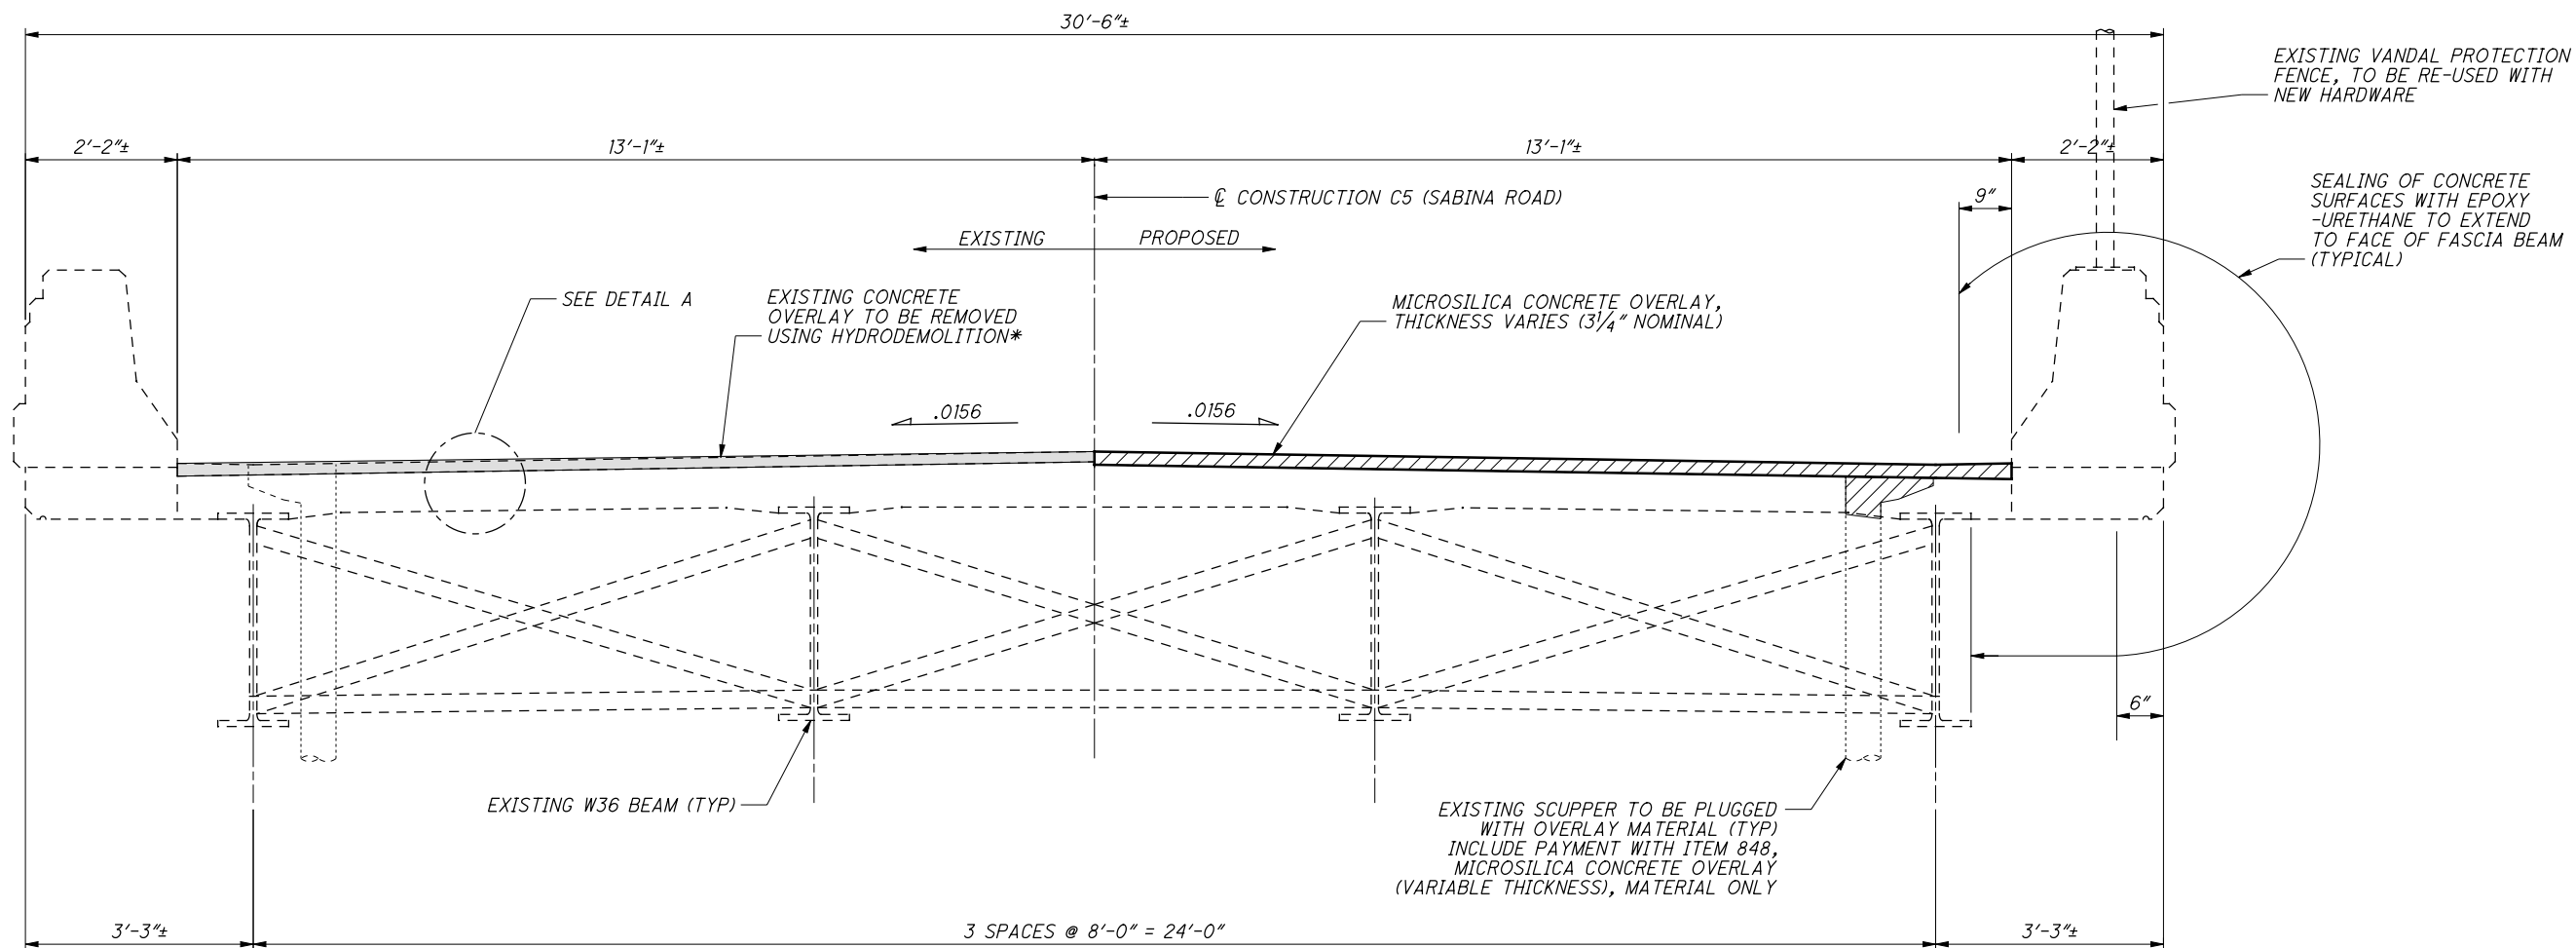 30'-6"±
EXISTING VANDAL PROTECTION
FENCE, TO BE RE-USED WITH
NEW HARDWARE
2'-2"±
13'-1"±
13'-1"±
2'-2"±
℄ CONSTRUCTION C5 (SABINA ROAD)
9"
SEALING OF CONCRETE
SURFACES WITH EPOXY
-URETHANE TO EXTEND
TO FACE OF FASCIA BEAM
(TYPICAL)
EXISTING
PROPOSED
SEE DETAIL A
EXISTING CONCRETE
OVERLAY TO BE REMOVED
USING HYDRODEMOLITION*
MICROSILICA CONCRETE OVERLAY,
THICKNESS VARIES (3 1/4" NOMINAL)
.0156
.0156
6"
EXISTING W36 BEAM (TYP)
EXISTING SCUPPER TO BE PLUGGED
WITH OVERLAY MATERIAL (TYP)
INCLUDE PAYMENT WITH ITEM 848,
MICROSILICA CONCRETE OVERLAY
(VARIABLE THICKNESS), MATERIAL ONLY
3'-3"±
3 SPACES @ 8'-0" = 24'-0"
3'-3"±